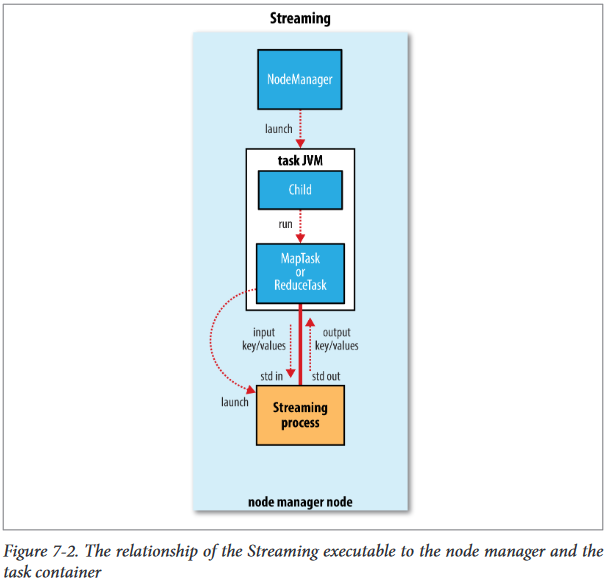 Streaming
NodeManager
launch
task JVM
Child
run
MapTask
or
ReduceTask
input
key/values
output
key/values
std in
std out
launch
Streaming
process
node manager node
Figure 7-2. The relationship of the Streaming executable to the node manager and the
task container